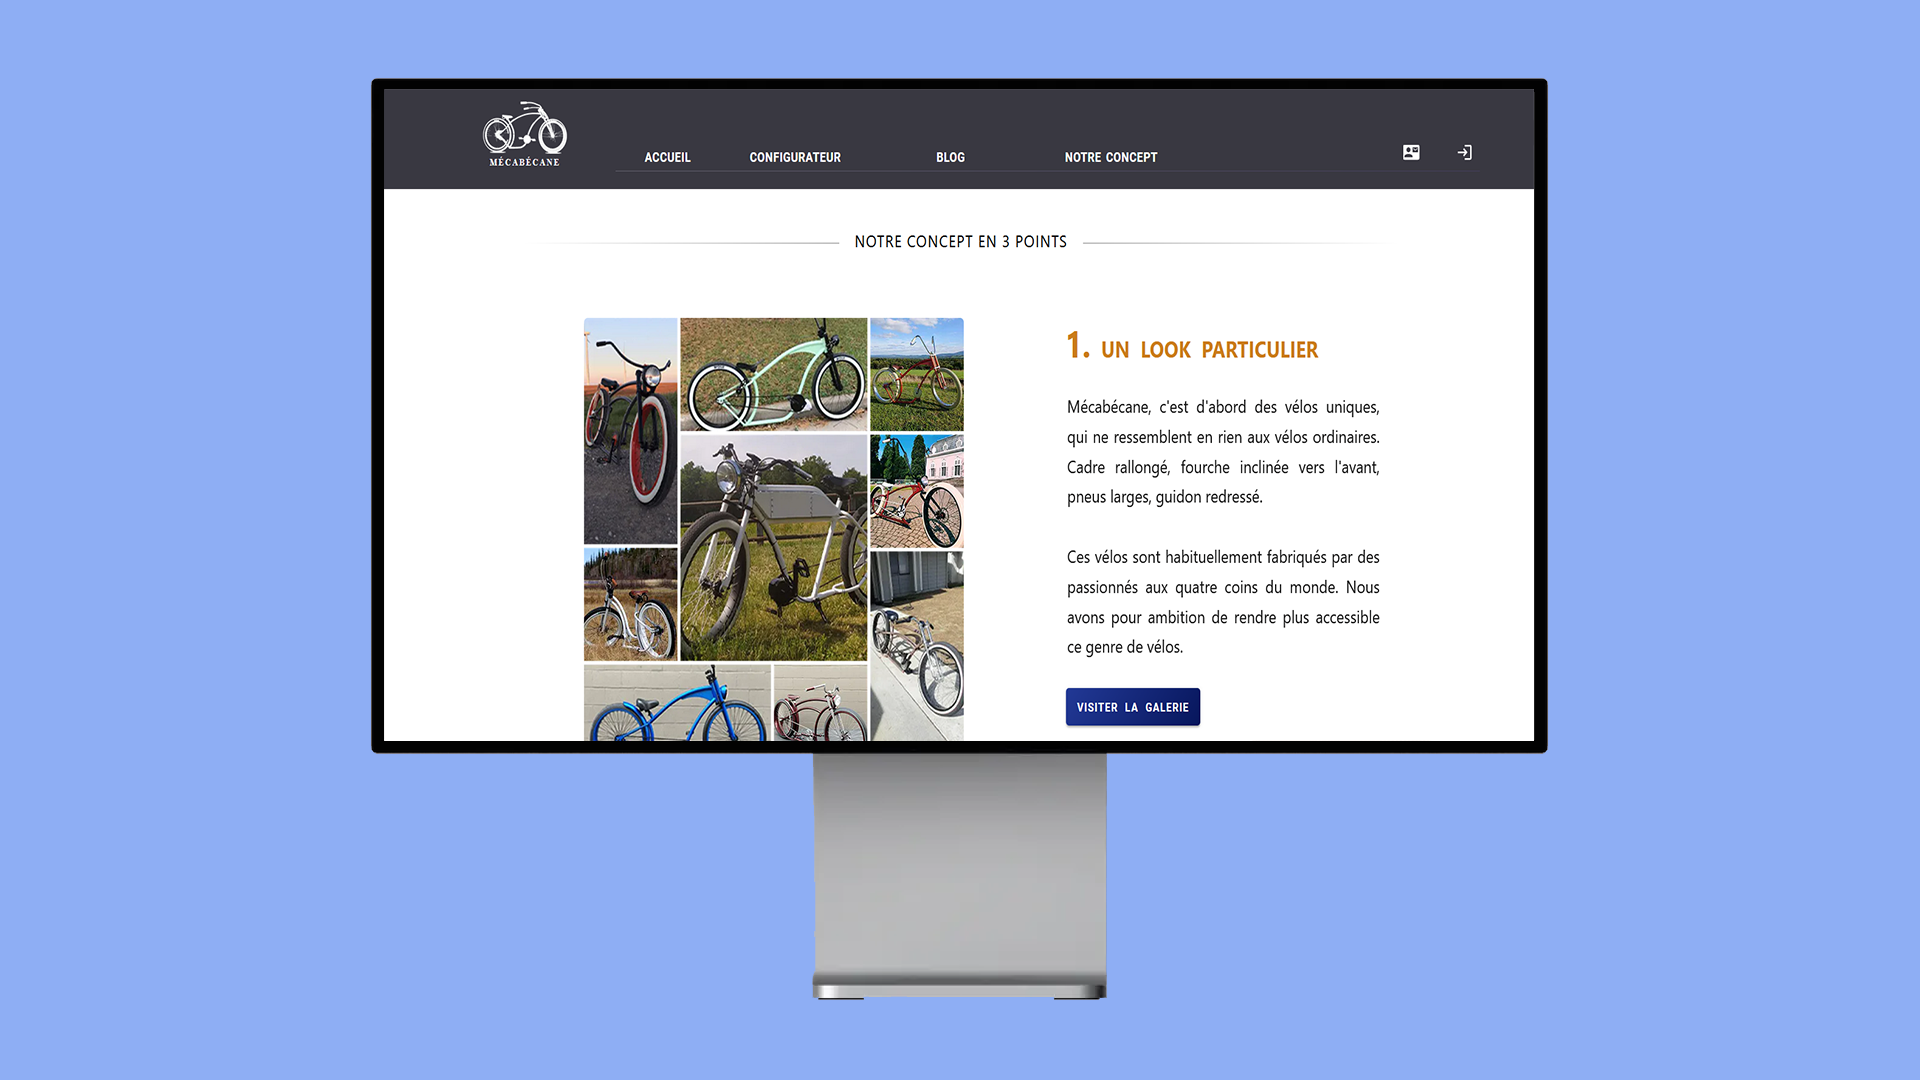 MÉCABÉCANE
ACCUEIL
CONFIGURATEUR
BLOG
NOTRE CONCEPT
NOTRE CONCEPT EN 3 POINTS
1. UN LOOK PARTICULIER
Mécabécane, c'est d'abord des vélos uniques,
qui ne ressemblent en rien aux vélos ordinaires.
Cadre rallongé, fourche inclinée vers l'avant,
pneus larges, guidon redressé.
Ces vélos sont habituellement fabriqués par des
passionnés aux quatre coins du monde. Nous
avons pour ambition de rendre plus accessible
ce genre de vélos.
VISITER LA GALERIE